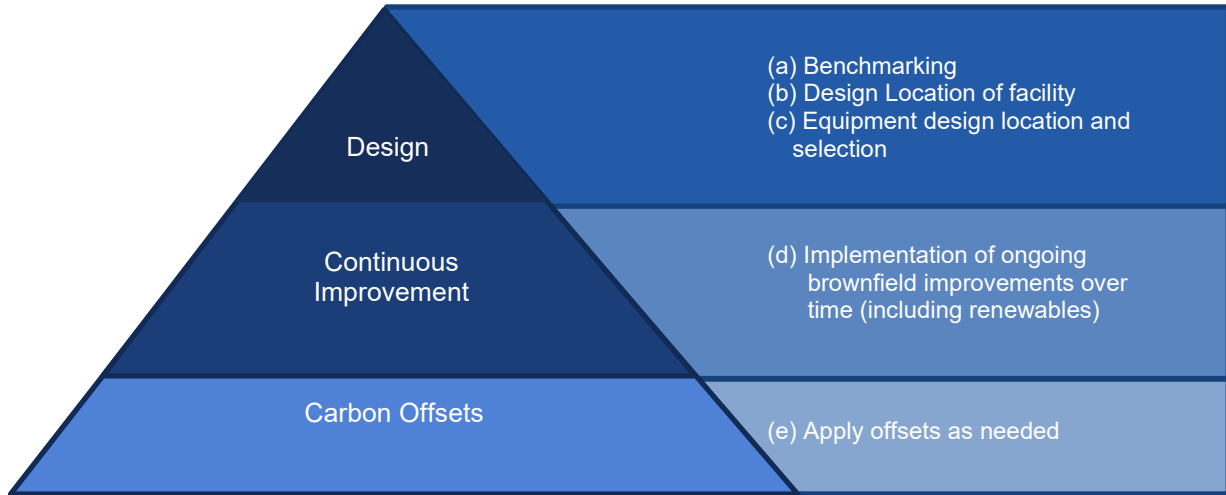 Design
(a) Benchmarking
(b) Design Location of facility
(c) Equipment design location and
selection
Continuous
Improvement
(d) Implementation of ongoing
brownfield improvements over
time (including renewables)
Carbon Offsets
(e) Apply offsets as needed